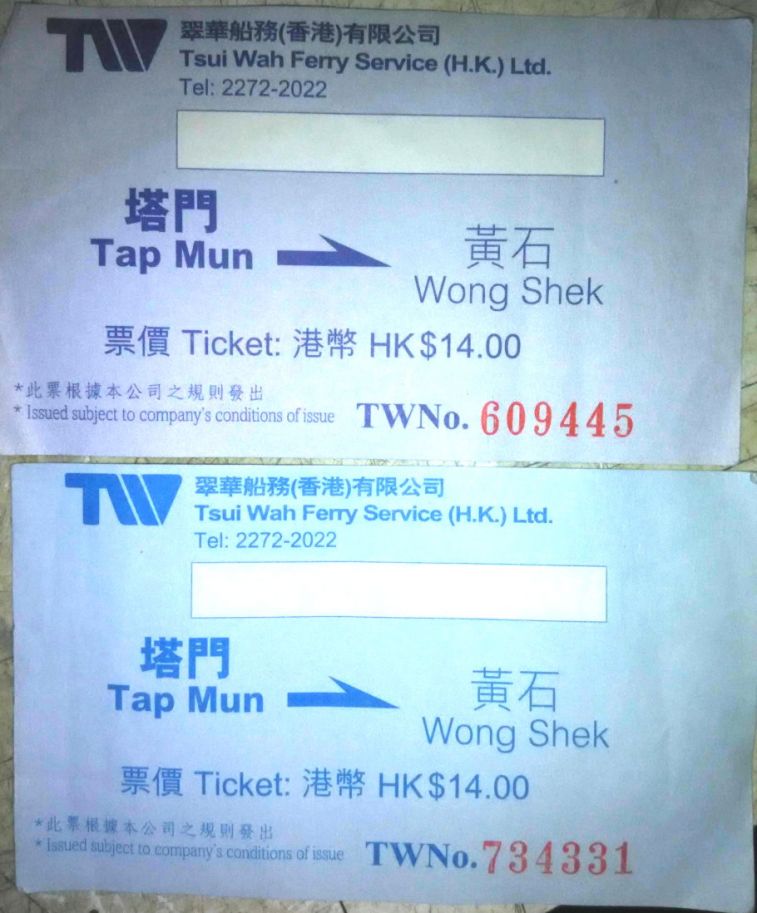 TW 翠華船務(香港)有限公司
Tsui Wah Ferry Service (H.K.) Ltd.
Tel: 2272-2022
塔門
Tap Mun
黃石
Wong Shek
票價 Ticket: 港幣 HK$14.00
*此票根據本公司之規則發出
* Issued subject to company's conditions of issue
TWNo. 609445
TW 翠華船務(香港)有限公司
Tsui Wah Ferry Service (H.K.) Ltd.
Tel: 2272-2022
塔門
Tap Mun
黃石
Wong Shek
票價 Ticket: 港幣 HK$14.00
*此票根據本公司之規則發出
* Issued subject to company's conditions of issue
TWNo. 734331